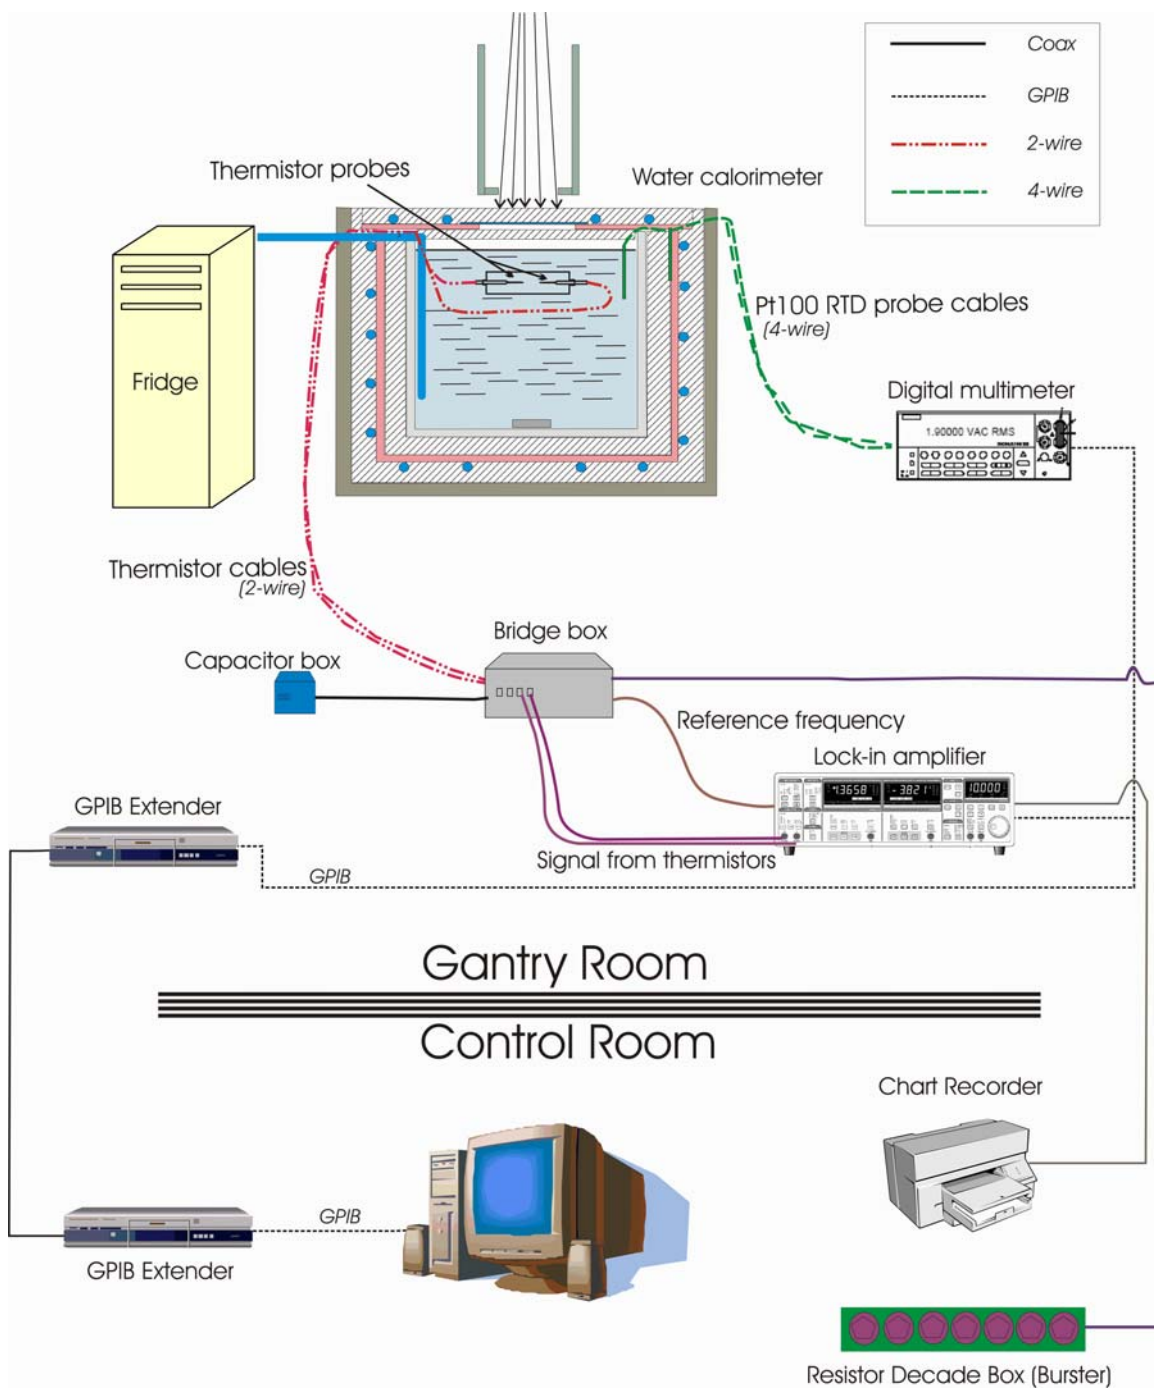 Coax
GPIB
2-wire
4-wire
Thermistor probes
Water calorimeter
Pt100 RTD probe cables
(4-wire)
Fridge
Digital multimeter
1.90000 VAC RMS
Thermistor cables
(2-wire)
Bridge box
Capacitor box
Reference frequency
Lock-in amplifier
10.000
GPIB Extender
Signal from thermistors
GPIB
Gantry Room
Control Room
Chart Recorder
GPIB
GPIB Extender
Resistor Decade Box (Burster)